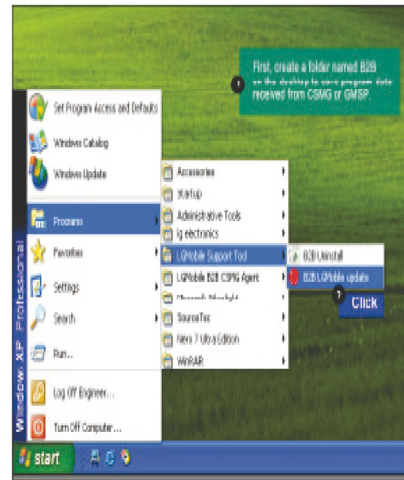 First, create a folder named B2B
on the desktop to save program data
received from CSMG or GMSP.
Set Program Access and Defaults
Windows Catalog
Windows Update
Programs
Favorites
Settings
Search
Run...
Log Off Engineer...
Turn Off Computer...
Windows XP Professional
Accessories
Startup
Administrative Tools
lg electronics
LGMobile Support Tool
LGMobile B2B CSMG Agent
Microsoft Silverlight
SourceTec
Nero 7 Ultra Edition
WinRAR
B2B Uninstall
B2B LGMobile update
Click
start